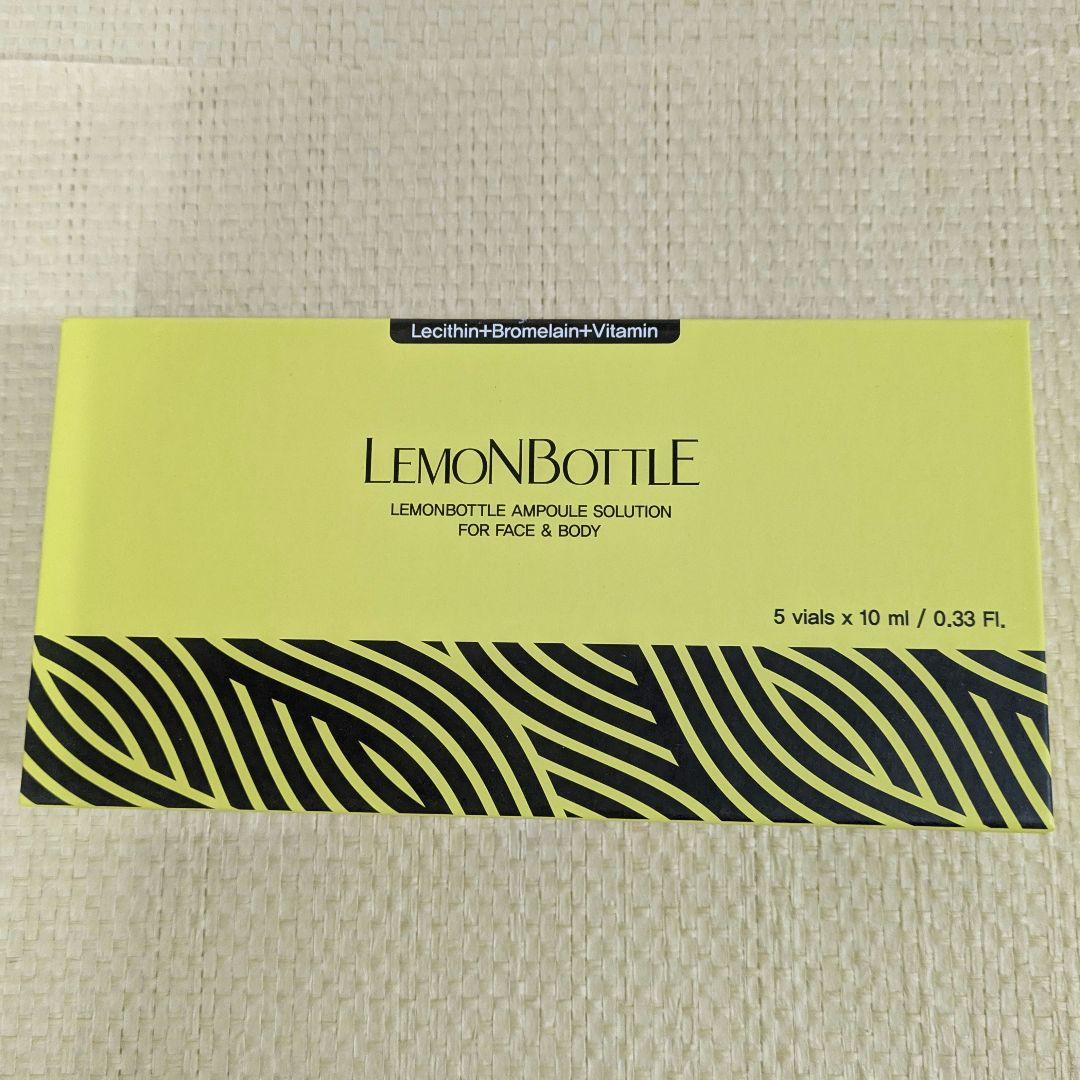 Lecithin+Bromelain+Vitamin
LEMONBOTTLE
LEMONBOTTLE AMPOULE SOLUTION
FOR FACE & BODY
5 vials x 10 ml / 0.33 Fl.